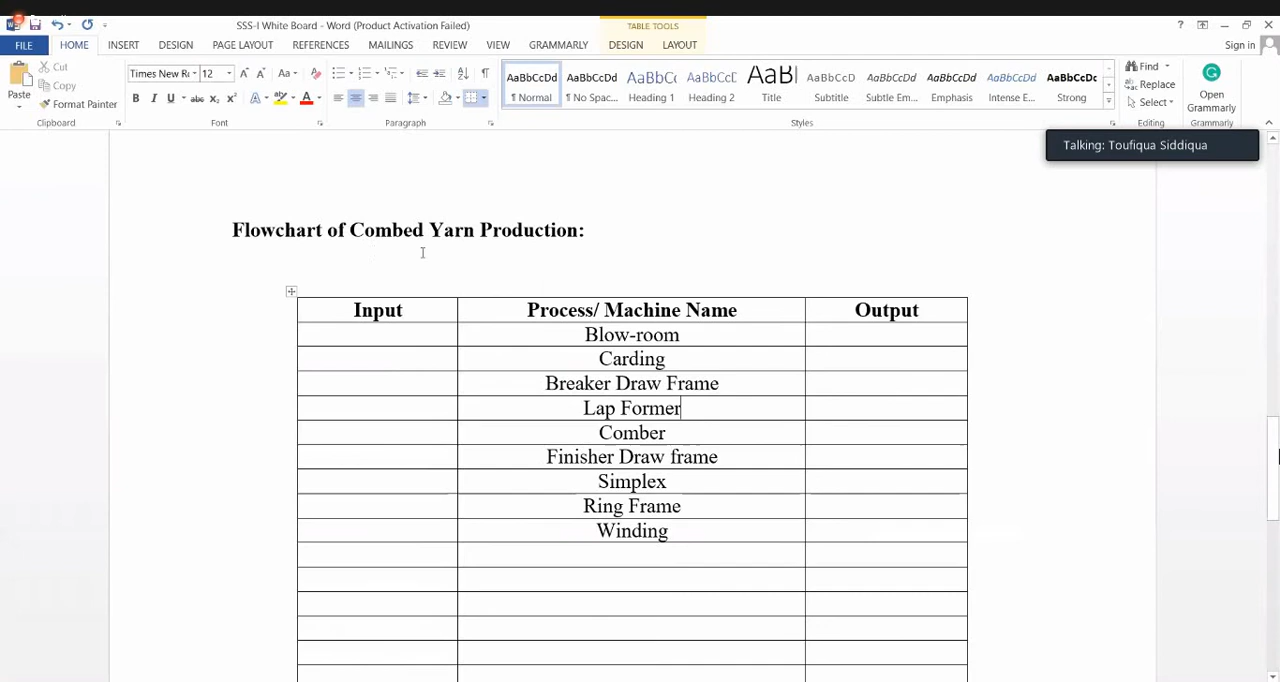 SSS-I White Board - Word (Product Activation Failed)
TABLE TOOLS
FILE HOME INSERT DESIGN PAGE LAYOUT REFERENCES MAILINGS REVIEW VIEW GRAMMARLY DESIGN LAYOUT
Sign in
Paste
Cut
Copy
Format Painter
Clipboard
Times New R
12
Font
Paragraph
AaBbCcDd AaBbCcDd AaBbC AaBbCcD AaB AaBbCcDd AaBbCcDd AaBbCcDd AaBbCcDd AaBbCcDc
¶ Normal ¶ No Spac... Heading 1 Heading 2 Title Subtitle Subtle Em... Emphasis Intense E... Strong
Styles
Find
Replace
Select
Editing
Open
Grammarly
Grammarly
Talking: Toufiqua Siddiqua
Flowchart of Combed Yarn Production:
Input Process/ Machine Name Output
Blow-room
Carding
Breaker Draw Frame
Lap Former
Comber
Finisher Draw frame
Simplex
Ring Frame
Winding